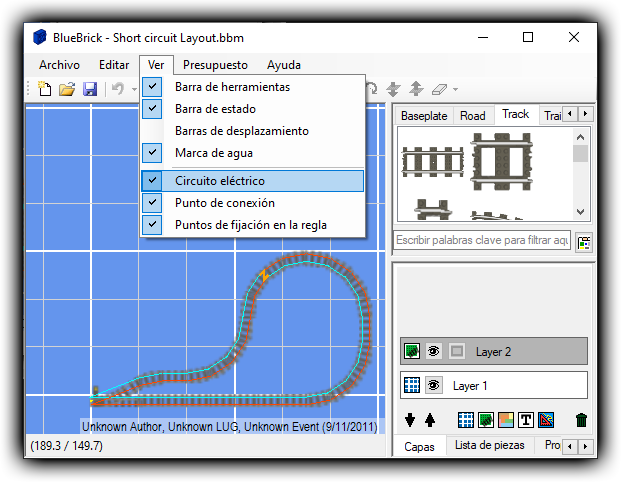 BlueBrick - Short circuit Layout.bbm
Archivo Editar Ver Presupuesto Ayuda
Barra de herramientas
Barra de estado
Barras de desplazamiento
Marca de agua
Circuito eléctrico
Punto de conexión
Puntos de fijación en la regla
Baseplate Road Track Trai
Escribir palabras clave para filtrar aqu
Layer 2
Layer 1
Unknown Author, Unknown LUG, Unknown Event (9/11/2011)
(189.3 / 149.7)
T
Capas Lista de piezas Pro